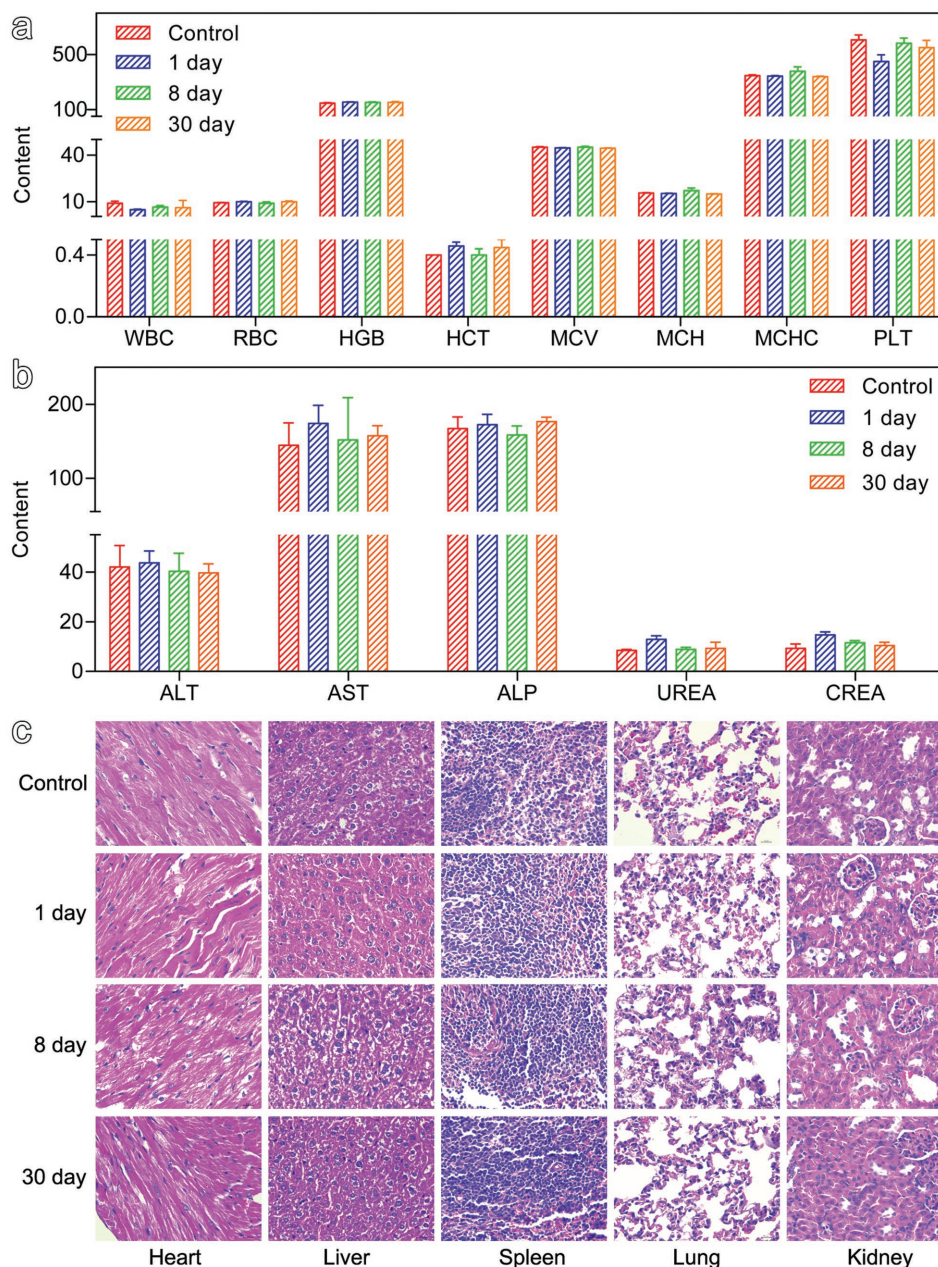 a
Control
1 day
8 day
30 day
Content
500
100
40
10
0.4
0.0
WBC RBC HGB HCT MCV MCH MCHC PLT
b
Control
1 day
8 day
30 day
Content
200
100
40
20
0
ALT AST ALP UREA CREA
c
Control
1 day
8 day
30 day
Heart Liver Spleen Lung Kidney